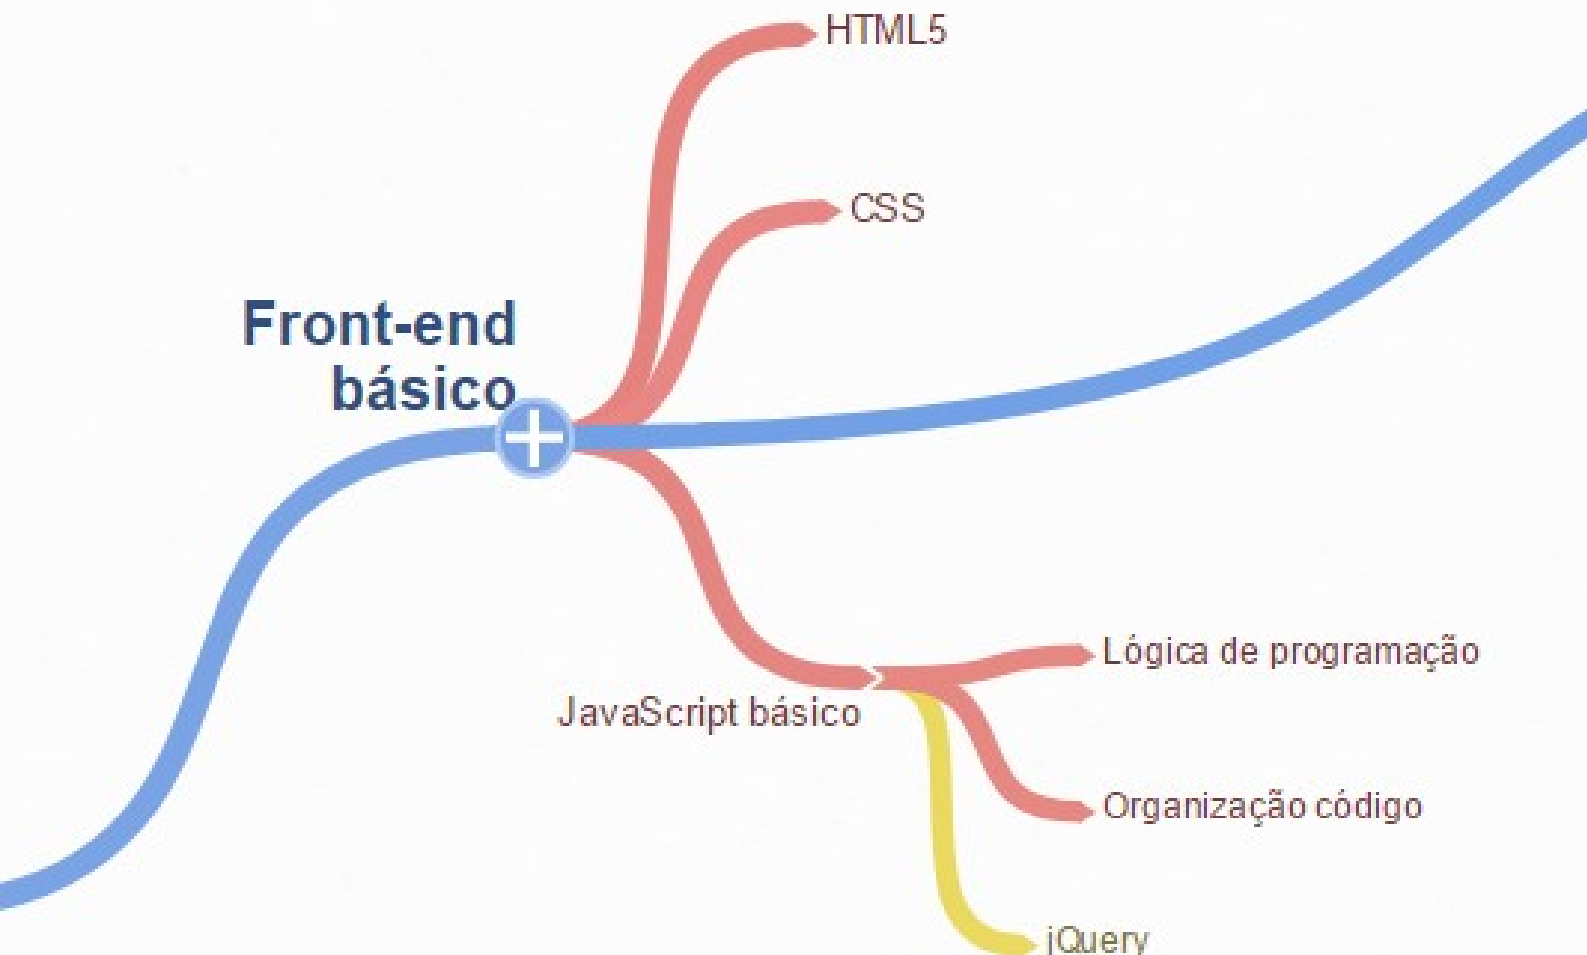 HTML5
CSS
Front-end
básico
Lógica de programação
JavaScript básico
Organização código
jQuery